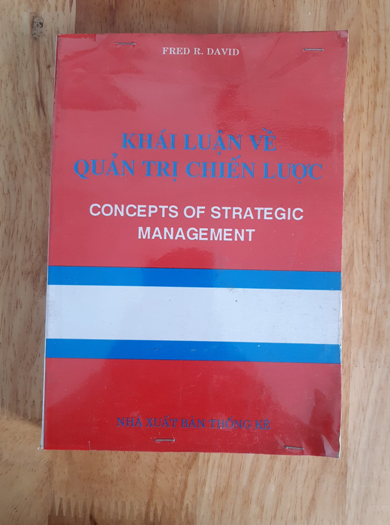 FRED R. DAVID
KHÁI LUẬN VỀ
QUẢN TRỊ CHIẾN LƯỢC
CONCEPTS OF STRATEGIC
MANAGEMENT
NHÀ XUẤT BẢN THỐNG KÊ